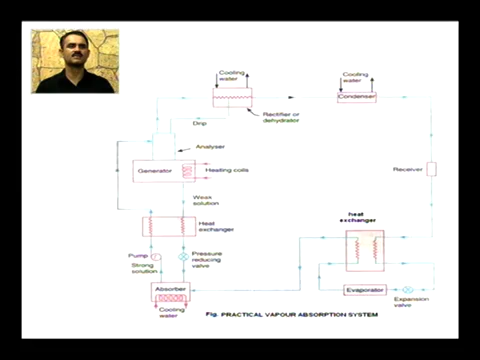 Cooling
water
Cooling
water
Condenser
Rectifier or
dehydrator
Drip
Analyser
Generator
Heating coils
Receiver
Weak
solution
heat
exchanger
Heat
exchanger
Pump
Strong
solution
Pressure
reducing
valve
Absorber
Evaporator
Expansion
valve
Cooling
water
Fig. PRACTICAL VAPOUR ABSORPTION SYSTEM